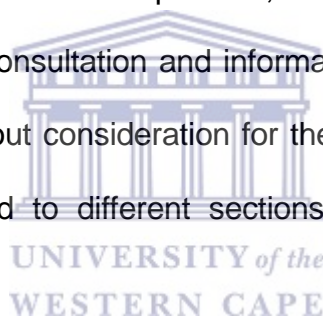 onsultation and informa
out consideration for the
d to different sections
UNIVERSITY of the
WESTERN CAPE